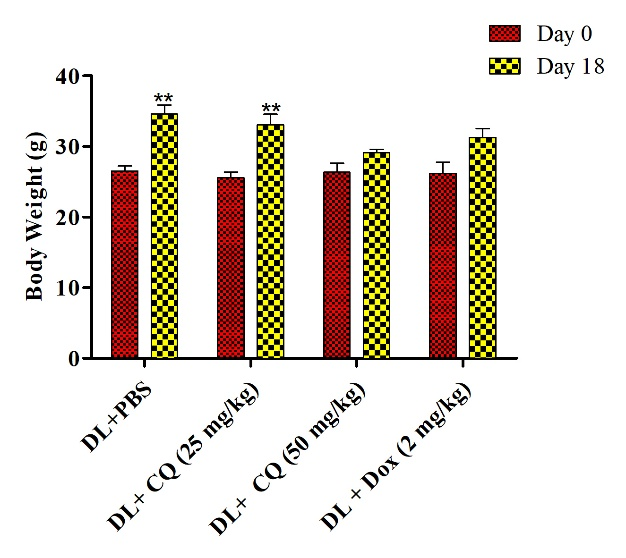 Day 0
Day 18
40
30
20
10
0
Body Weight (g)
**
**
DL+PBS
DL+ CQ (25 mg/kg)
DL+ CQ (50 mg/kg)
DL + Dox (2 mg/kg)